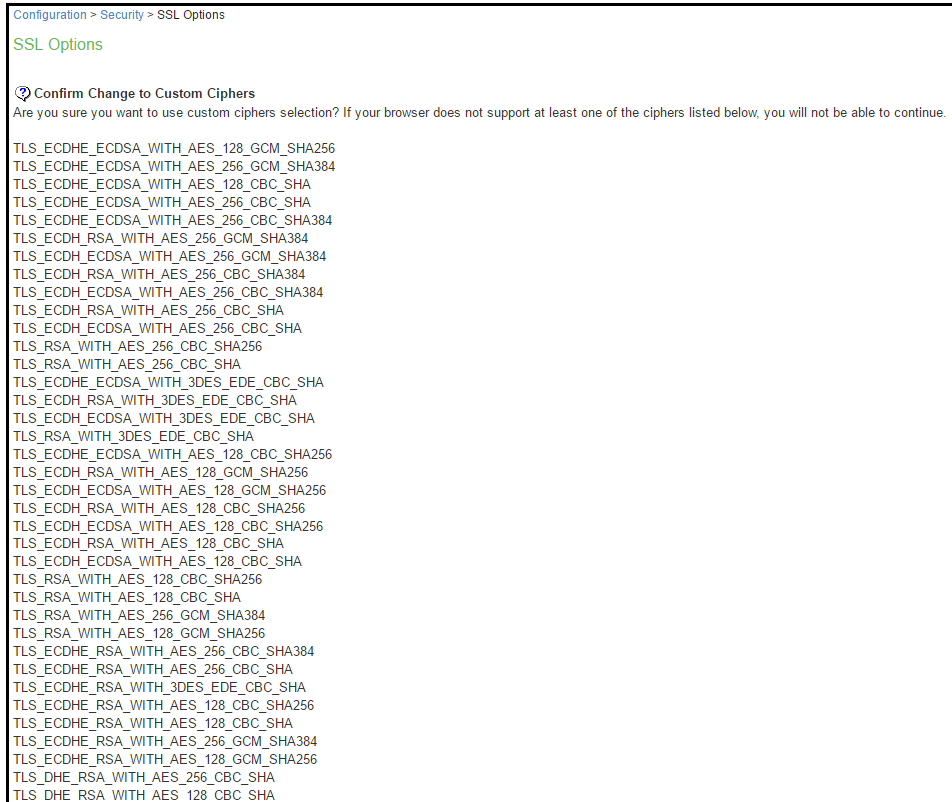 Configuration > Security > SSL Options
SSL Options
Confirm Change to Custom Ciphers
Are you sure you want to use custom ciphers selection? If your browser does not support at least one of the ciphers listed below, you will not be able to continue.
TLS_ECDHE_ECDSA_WITH_AES_128_GCM_SHA256
TLS_ECDHE_ECDSA_WITH_AES_256_GCM_SHA384
TLS_ECDHE_ECDSA_WITH_AES_128_CBC_SHA
TLS_ECDHE_ECDSA_WITH_AES_256_CBC_SHA
TLS_ECDHE_ECDSA_WITH_AES_256_CBC_SHA384
TLS_ECDH_RSA_WITH_AES_256_GCM_SHA384
TLS_ECDH_ECDSA_WITH_AES_256_GCM_SHA384
TLS_ECDH_RSA_WITH_AES_256_CBC_SHA384
TLS_ECDH_ECDSA_WITH_AES_256_CBC_SHA384
TLS_ECDH_RSA_WITH_AES_256_CBC_SHA
TLS_ECDH_ECDSA_WITH_AES_256_CBC_SHA
TLS_RSA_WITH_AES_256_CBC_SHA256
TLS_RSA_WITH_AES_256_CBC_SHA
TLS_ECDHE_ECDSA_WITH_3DES_EDE_CBC_SHA
TLS_ECDH_RSA_WITH_3DES_EDE_CBC_SHA
TLS_ECDH_ECDSA_WITH_3DES_EDE_CBC_SHA
TLS_RSA_WITH_3DES_EDE_CBC_SHA
TLS_ECDHE_ECDSA_WITH_AES_128_CBC_SHA256
TLS_ECDH_RSA_WITH_AES_128_GCM_SHA256
TLS_ECDH_ECDSA_WITH_AES_128_GCM_SHA256
TLS_ECDH_RSA_WITH_AES_128_CBC_SHA256
TLS_ECDH_ECDSA_WITH_AES_128_CBC_SHA256
TLS_ECDH_RSA_WITH_AES_128_CBC_SHA
TLS_ECDH_ECDSA_WITH_AES_128_CBC_SHA
TLS_RSA_WITH_AES_128_CBC_SHA256
TLS_RSA_WITH_AES_128_CBC_SHA
TLS_RSA_WITH_AES_256_GCM_SHA384
TLS_RSA_WITH_AES_128_GCM_SHA256
TLS_ECDHE_RSA_WITH_AES_256_CBC_SHA384
TLS_ECDHE_RSA_WITH_AES_256_CBC_SHA
TLS_ECDHE_RSA_WITH_3DES_EDE_CBC_SHA
TLS_ECDHE_RSA_WITH_AES_128_CBC_SHA256
TLS_ECDHE_RSA_WITH_AES_128_CBC_SHA
TLS_ECDHE_RSA_WITH_AES_256_GCM_SHA384
TLS_ECDHE_RSA_WITH_AES_128_GCM_SHA256
TLS_DHE_RSA_WITH_AES_256_CBC_SHA
TLS_DHE_RSA_WITH_AES_128_CBC_SHA